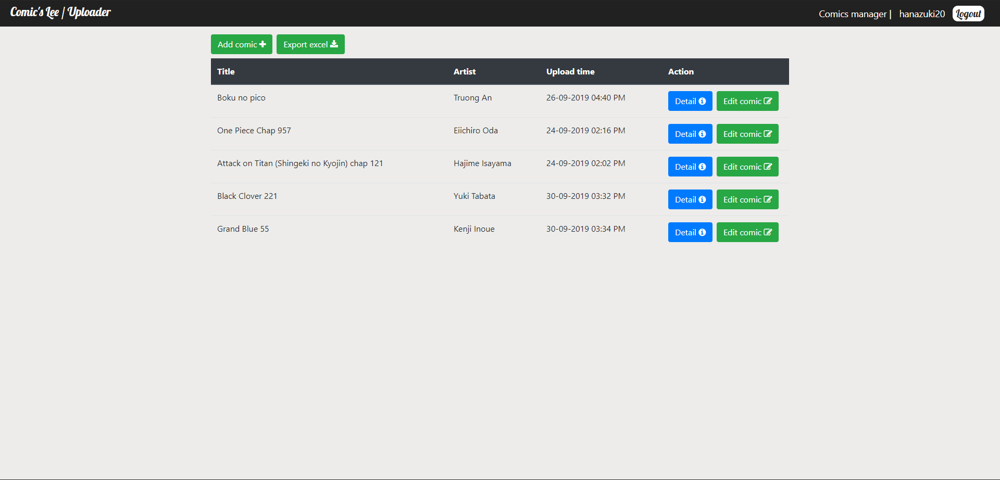 Comic's Lee / Uploader
Comics manager | hanazuki20 Logout
Add comic Export excel
Title Artist Upload time Action
Boku no pico Truong An 26-09-2019 04:40 PM Detail Edit comic
One Piece Chap 957 Eiichiro Oda 24-09-2019 02:16 PM Detail Edit comic
Attack on Titan (Shingeki no Kyojin) chap 121 Hajime Isayama 24-09-2019 02:02 PM Detail Edit comic
Black Clover 221 Yuki Tabata 30-09-2019 03:32 PM Detail Edit comic
Grand Blue 55 Kenji Inoue 30-09-2019 03:34 PM Detail Edit comic